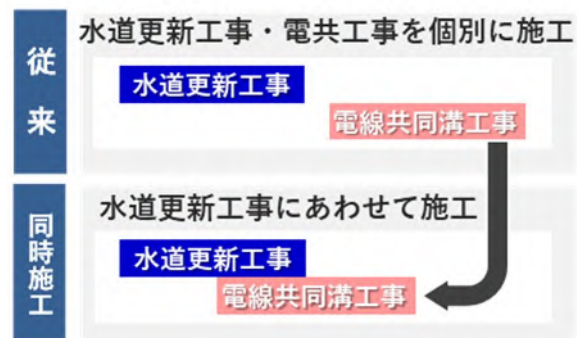 従来
水道更新工事・電共工事を個別に施工
水道更新工事
電線共同溝工事
同時施工
水道更新工事にあわせて施工
水道更新工事
電線共同溝工事